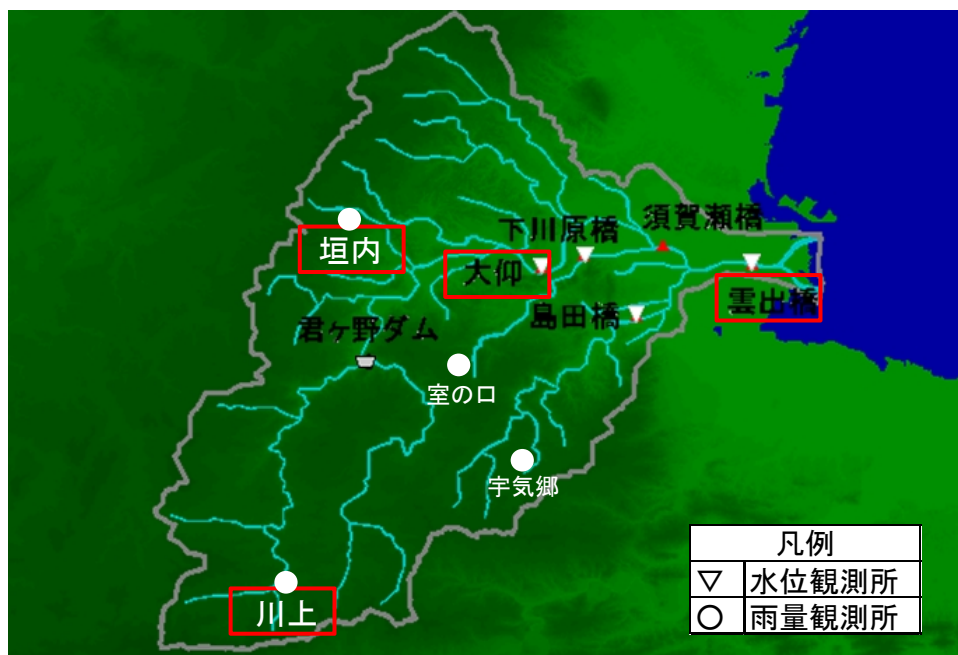 須賀瀬橋
下川原橋
垣内
大仰
雲出橋
島田橋
君ヶ野ダム
室の口
宇気郷
川上
凡例
▽ 水位観測所
○ 雨量観測所